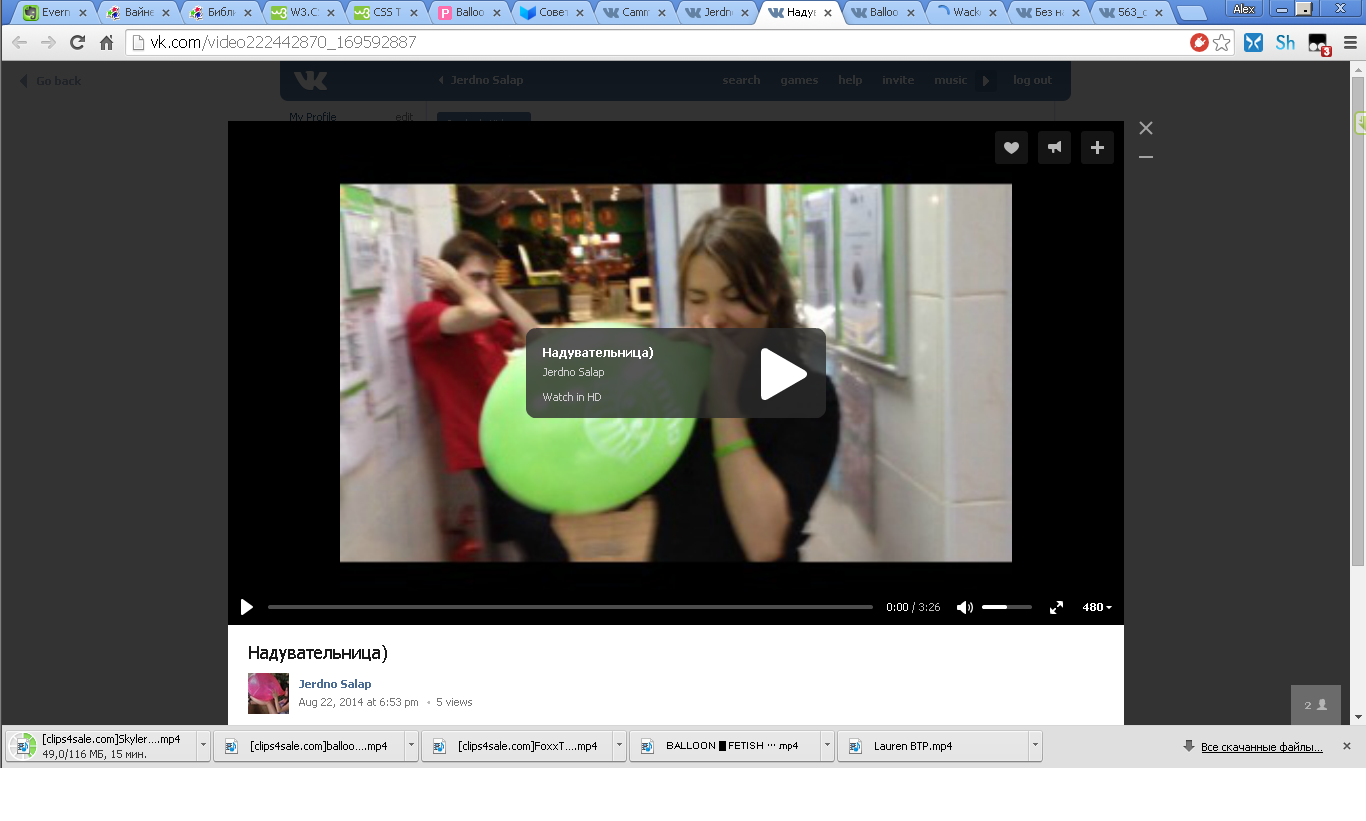 Evern
Вайне
Библи
W3.C
CSS T
Balloo
Совет
Camm
Jerdn
Наду
Balloo
Wack
Без н
563_
Alex
vk.com/video222442870_169592887
Sh
3
Go back
Jerdno Salap
search
games
help
invite
music
log out
My Profile
edit
Надувательница)
Jerdno Salap
Watch in HD
0:00 / 3:26
480
Надувательница)
Jerdno Salap
Aug 22, 2014 at 6:53 pm • 5 views
2
[clips4sale.com]Skyler....mp4
49,0/116 МБ, 15 мин.
[clips4sale.com]balloo....mp4
[clips4sale.com]FoxxT....mp4
BALLOON █ FETISH ··· .mp4
Lauren BTP.mp4
Все скачанные файлы...